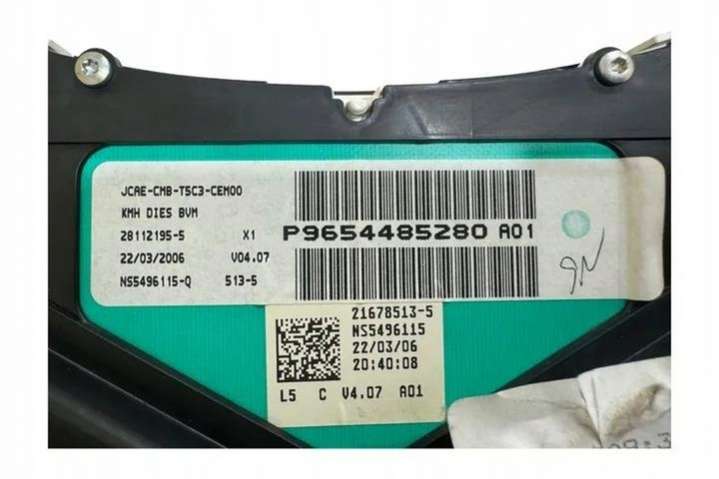 JCAE-CMB-T5C3-CEM00
KMH DIES BVM
28112195-5 X1
22/03/2006 V04.07
NS5496115-Q 513-5
P9654485280 A01
21678513-5
NS5496115
22/03/06
20:40:08
L5 C V4.07 A01